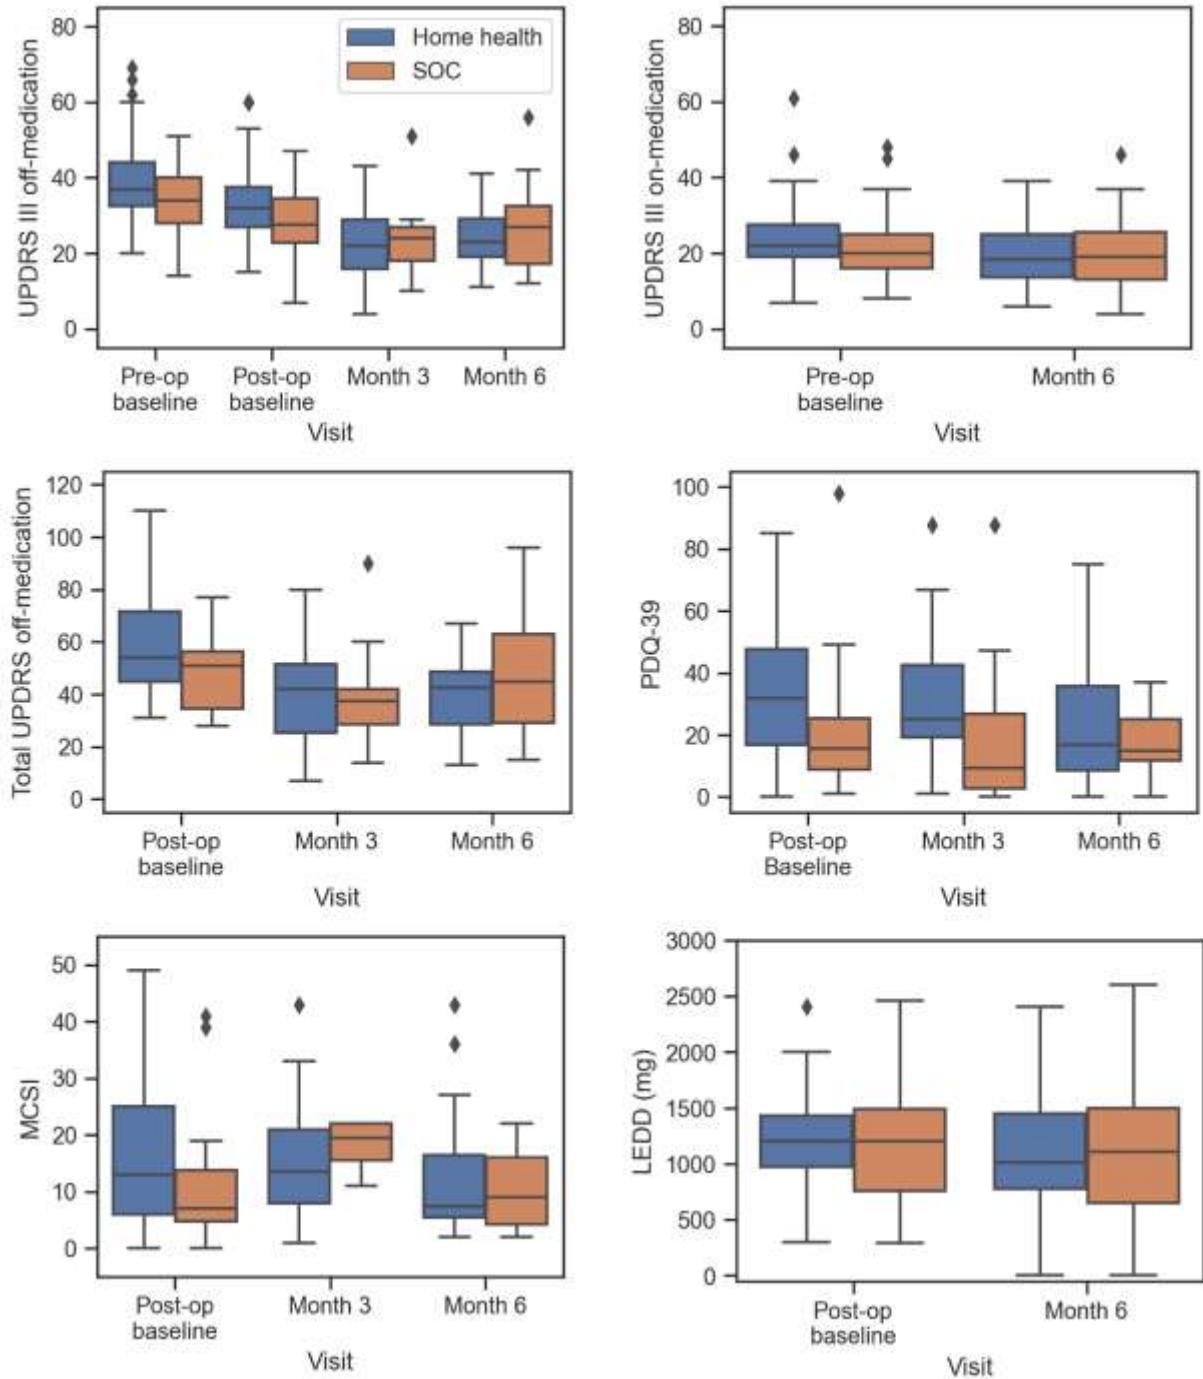 UPDRS III off-medication
80
60
40
20
0
Home health
SOC
Pre-op
baseline
Post-op
baseline
Month 3
Month 6
Visit
UPDRS III on-medication
80
60
40
20
0
Pre-op
baseline
Month 6
Visit
Total UPDRS off-medication
120
100
80
60
40
20
0
Post-op
baseline
Month 3
Month 6
Visit
PDQ-39
100
80
60
40
20
0
Post-op
Baseline
Month 3
Month 6
Visit
MCSI
50
40
30
20
10
0
Post-op
baseline
Month 3
Month 6
Visit
LEDD (mg)
3000
2500
2000
1500
1000
500
0
Post-op
baseline
Month 6
Visit